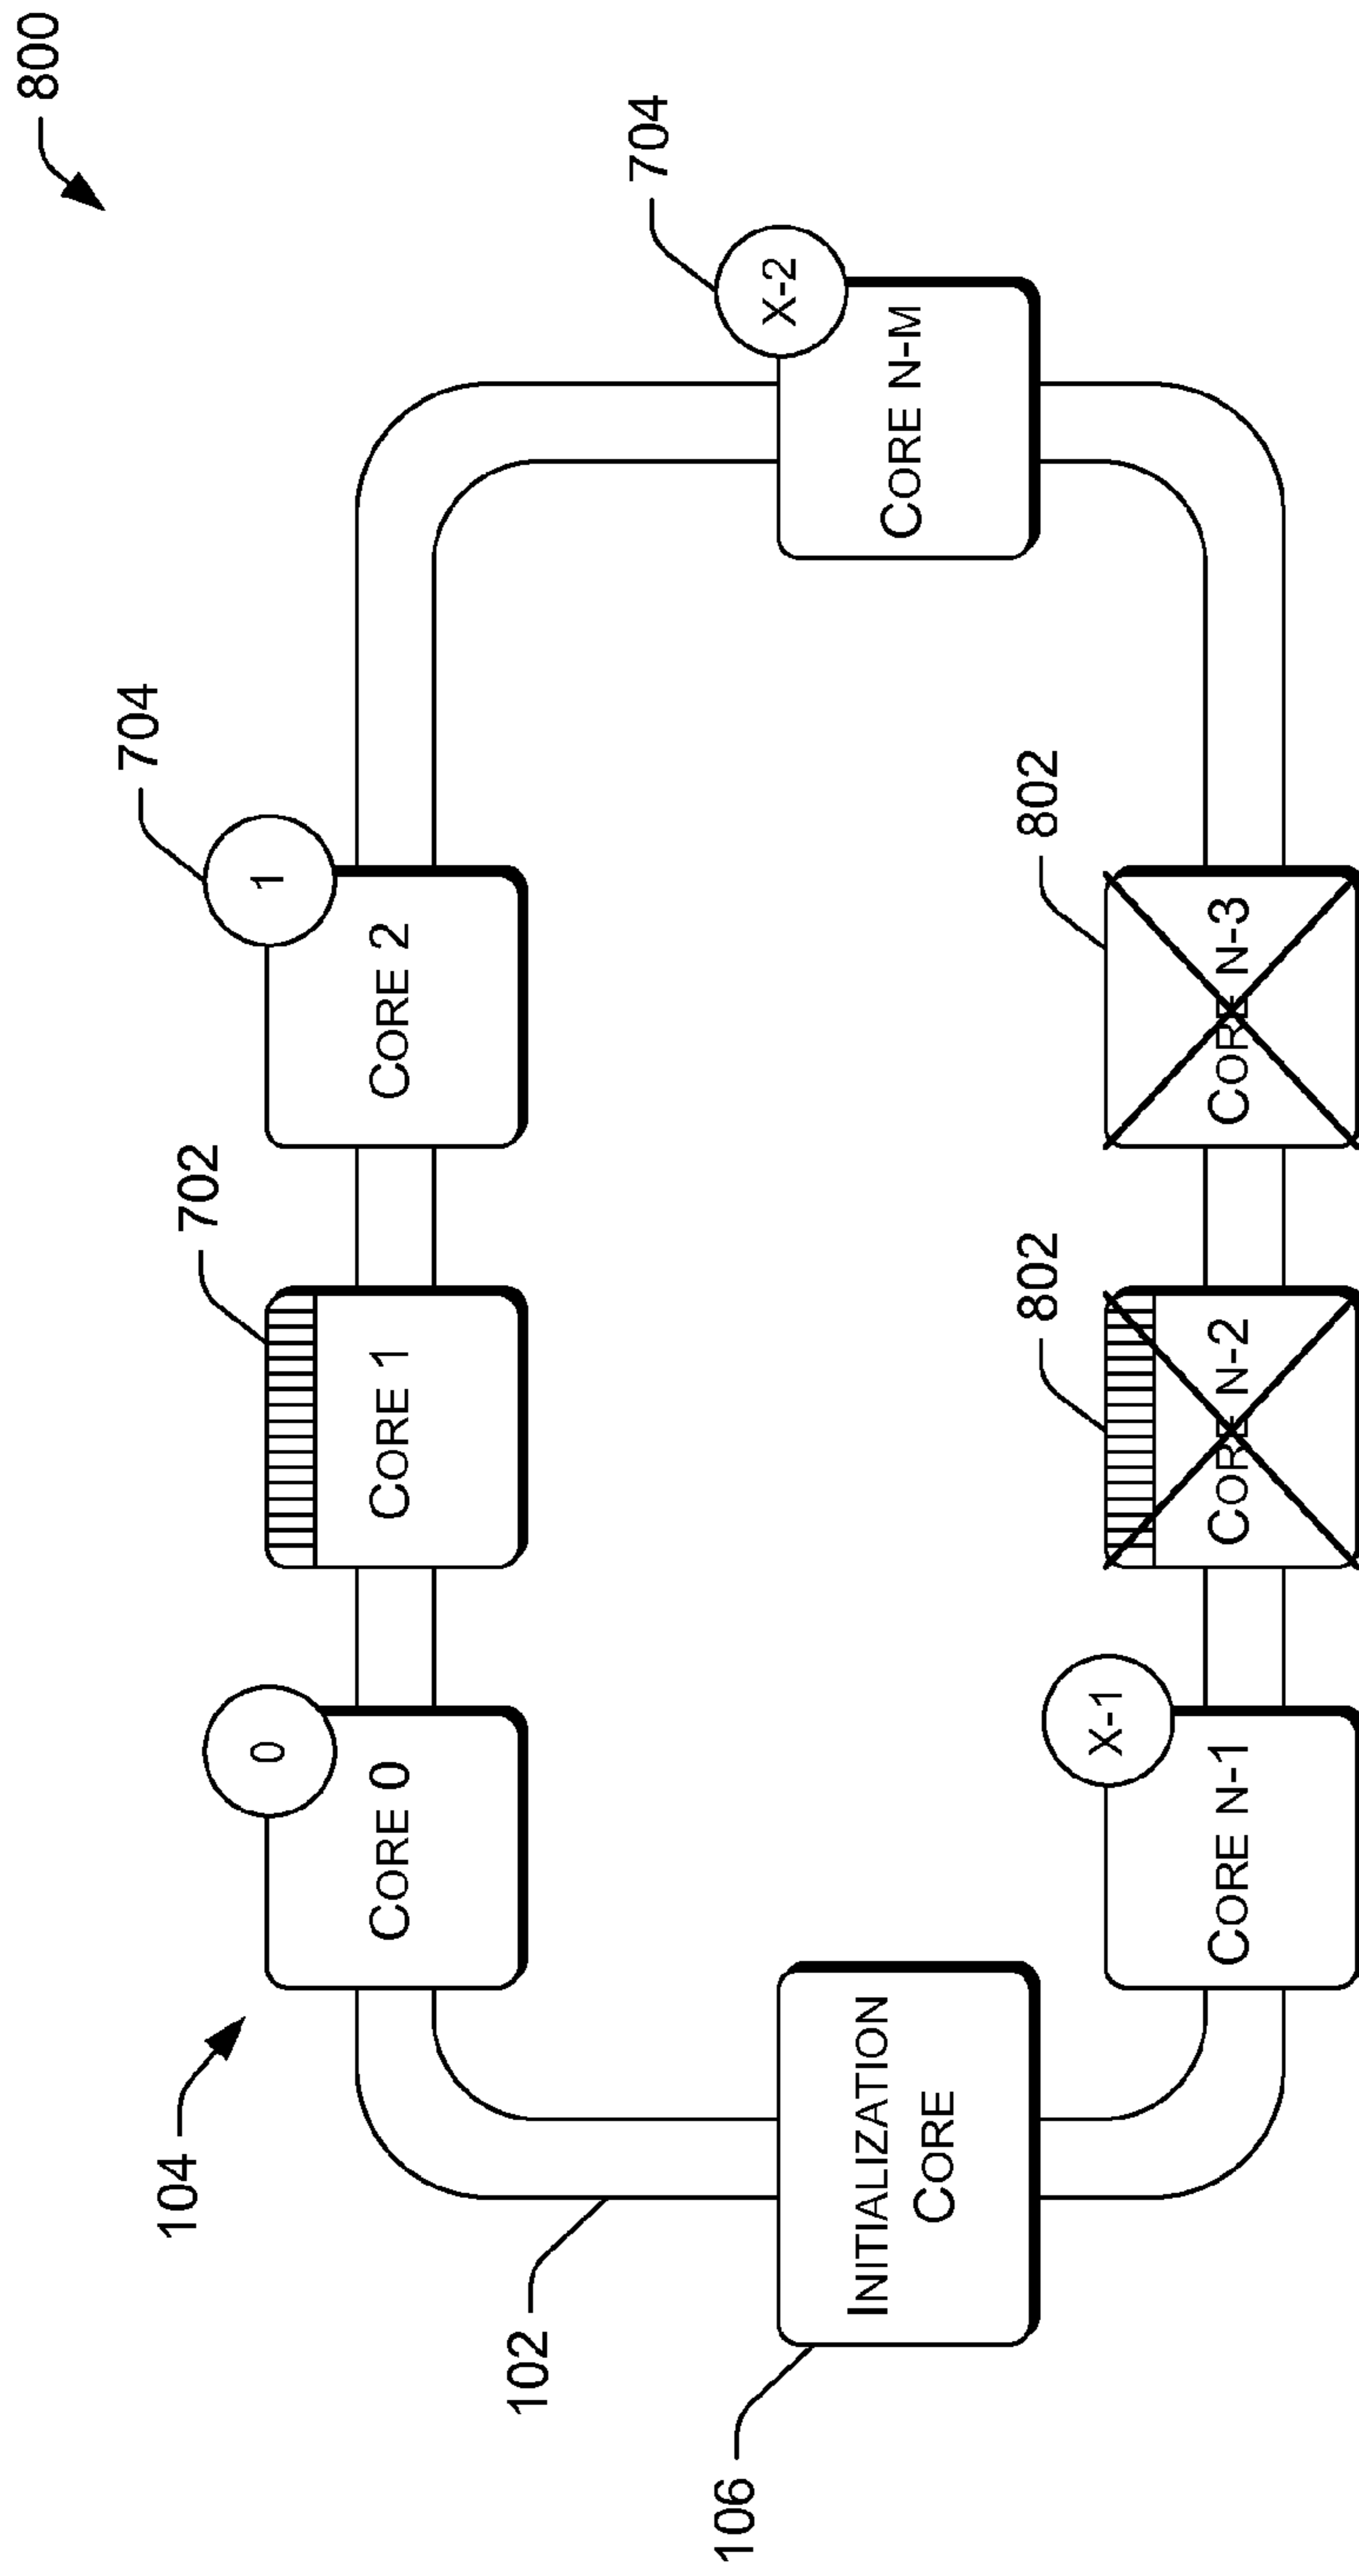 800
704
704
702
104
0
CORE 0
CORE 1
1
CORE 2
X-2
CORE N-M
102
106
INITIALIZATION
CORE
X-1
CORE N-1
802
CORE N-2
802
CORE N-3